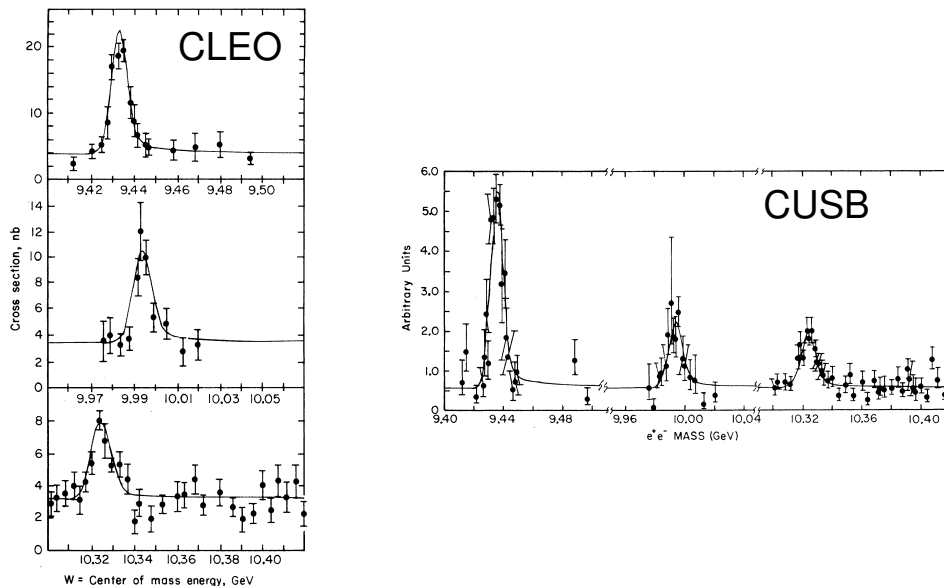 CLEO
20
10
0
9,42 9,44 9,46 9,48 9,50
Cross section, nb
14
12
10
8
6
4
2
0
9,97 9,99 10,01 10,03 10,05
8
6
4
2
0
10,32 10,34 10,36 10,38 10,40
W = Center of mass energy, GeV
CUSB
Arbitrary Units
6.0
5.0
4.0
3.0
2.0
1.0
0
9,40 9,44 9,48 9,96 10,00 10,04 10,32 10,36 10,40
e+e- MASS (GeV)